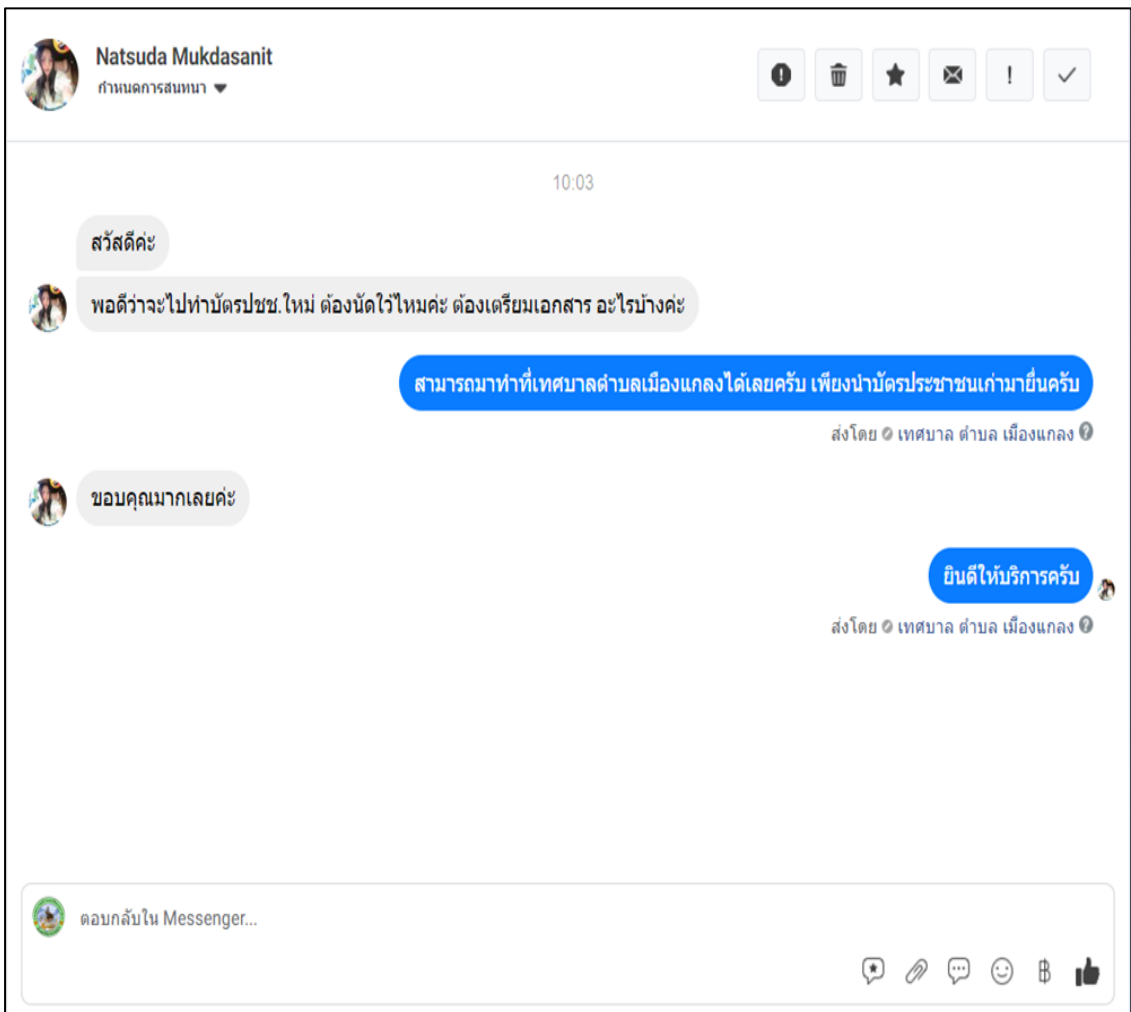 Natsuda Mukdasanit
กำหนดการสนทนา
10:03
สวัสดีค่ะ
พอดีว่าจะไปทำบัตรปชช.ใหม่ ต้องนัดใว้ไหมค่ะ ต้องเตรียมเอกสาร อะไรบ้างค่ะ
สามารถมาทำที่เทศบาลตำบลเมืองแกลงได้เลยครับ เพียงนำบัตรประชาชนเก่ามายื่นครับ
ส่งโดย เทศบาล ตำบล เมืองแกลง
ขอบคุณมากเลยค่ะ
ยินดีให้บริการครับ
ส่งโดย เทศบาล ตำบล เมืองแกลง
ตอบกลับใน Messenger...